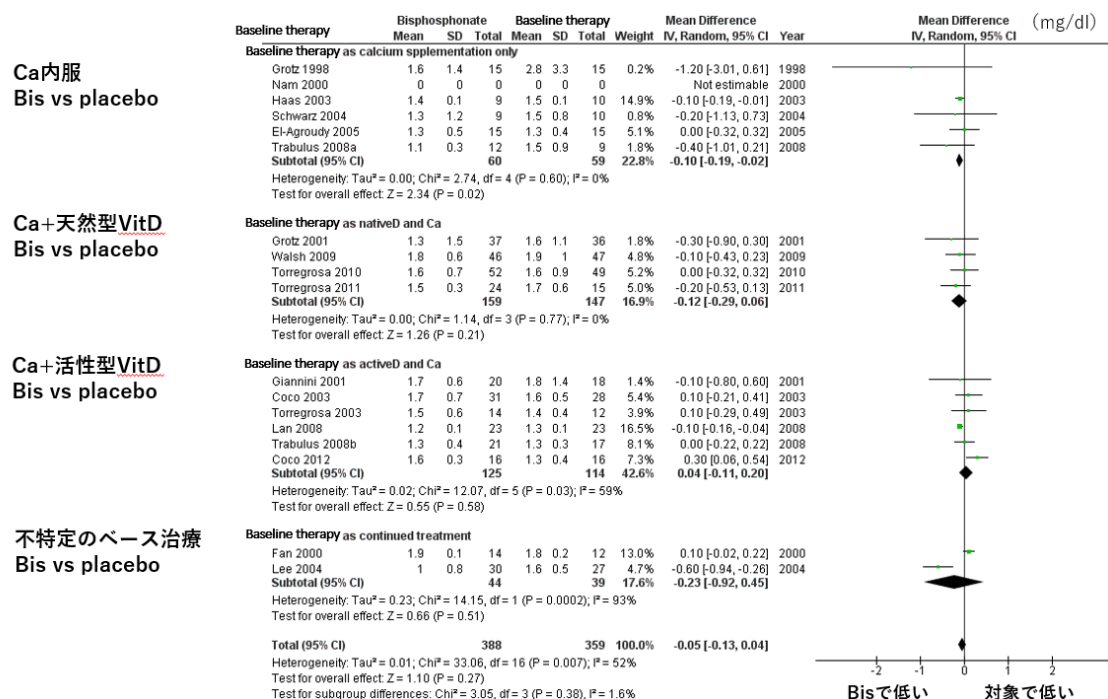 Bisphosphonate Baseline therapy Mean Difference Mean Difference (mg/dl)
Baseline therapy Mean SD Total Mean SD Total Weight IV, Random, 95% CI Year IV, Random, 95% CI
Baseline therapy as calcium spplementation only
Ca内服
Bis vs placebo
Grotz 1998 1.6 1.4 15 2.8 3.3 15 0.2% -1.20 [-3.01, 0.61] 1998
Nam 2000 0 0 0 0 0 0 Not estimable 2000
Haas 2003 1.4 0.1 9 1.5 0.1 10 14.9% -0.10 [-0.19, -0.01] 2003
Schwarz 2004 1.3 1.2 9 1.5 0.8 10 0.8% -0.20 [-1.13, 0.73] 2004
El-Agroudy 2005 1.3 0.5 15 1.3 0.4 15 5.1% 0.00 [-0.32, 0.32] 2005
Trabulus 2008a 1.1 0.3 12 1.5 0.9 9 1.8% -0.40 [-1.01, 0.21] 2008
Subtotal (95% CI) 60 59 22.8% -0.10 [-0.19, -0.02]
Heterogeneity: Tau² = 0.00; Chi² = 2.74, df = 4 (P = 0.60); I² = 0%
Test for overall effect: Z = 2.34 (P = 0.02)
Ca+天然型VitD
Bis vs placebo
Baseline therapy as nativeD and Ca
Grotz 2001 1.3 1.5 37 1.6 1.1 36 1.8% -0.30 [-0.90, 0.30] 2001
Walsh 2009 1.8 0.6 46 1.9 1 47 4.8% -0.10 [-0.43, 0.23] 2009
Torregrosa 2010 1.6 0.7 52 1.6 0.9 49 5.2% 0.00 [-0.32, 0.32] 2010
Torregrosa 2011 1.5 0.3 24 1.7 0.6 15 5.0% -0.20 [-0.53, 0.13] 2011
Subtotal (95% CI) 159 147 16.9% -0.12 [-0.29, 0.06]
Heterogeneity: Tau² = 0.00; Chi² = 1.14, df = 3 (P = 0.77); I² = 0%
Test for overall effect: Z = 1.26 (P = 0.21)
Ca+活性型VitD
Bis vs placebo
Baseline therapy as activeD and Ca
Giannini 2001 1.7 0.6 20 1.8 1.4 18 1.4% -0.10 [-0.80, 0.60] 2001
Coco 2003 1.7 0.7 31 1.6 0.5 28 5.4% 0.10 [-0.21, 0.41] 2003
Torregrosa 2003 1.5 0.6 14 1.4 0.4 12 3.9% 0.10 [-0.29, 0.49] 2003
Lan 2008 1.2 0.1 23 1.3 0.1 23 16.5% -0.10 [-0.16, -0.04] 2008
Trabulus 2008b 1.3 0.4 21 1.3 0.3 17 8.1% 0.00 [-0.22, 0.22] 2008
Coco 2012 1.6 0.3 16 1.3 0.4 16 7.3% 0.30 [0.06, 0.54] 2012
Subtotal (95% CI) 125 114 42.6% 0.04 [-0.11, 0.20]
Heterogeneity: Tau² = 0.02; Chi² = 12.07, df = 5 (P = 0.03); I² = 59%
Test for overall effect: Z = 0.55 (P = 0.58)
不特定のベース治療
Bis vs placebo
Baseline therapy as continued treatment
Fan 2000 1.9 0.1 14 1.8 0.2 12 13.0% 0.10 [-0.02, 0.22] 2000
Lee 2004 1 0.8 30 1.6 0.5 27 4.7% -0.60 [-0.94, -0.26] 2004
Subtotal (95% CI) 44 39 17.6% -0.23 [-0.92, 0.45]
Heterogeneity: Tau² = 0.23; Chi² = 14.15, df = 1 (P = 0.0002); I² = 93%
Test for overall effect: Z = 0.66 (P = 0.51)
Total (95% CI) 388 359 100.0% -0.05 [-0.13, 0.04]
Heterogeneity: Tau² = 0.01; Chi² = 33.06, df = 16 (P = 0.007); I² = 52%
Test for overall effect: Z = 1.10 (P = 0.27)
Test for subgroup differences: Chi² = 3.05, df = 3 (P = 0.38), I² = 1.6%
-2 -1 0 1 2
Bisで低い 対象で低い